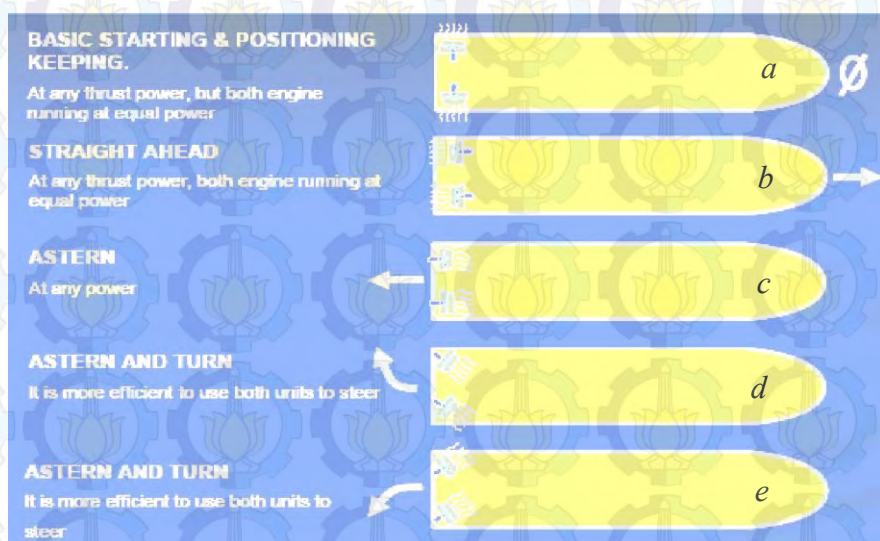 BASIC STARTING & POSITIONING
KEEPING.
At any thrust power, but both engine
running at equal power
a
Ø
STRAIGHT AHEAD
At any thrust power, both engine running at
equal power
b
ASTERN
At any power
c
ASTERN AND TURN
It is more efficient to use both units to steer
d
ASTERN AND TURN
It is more efficient to use both units to
steer
e